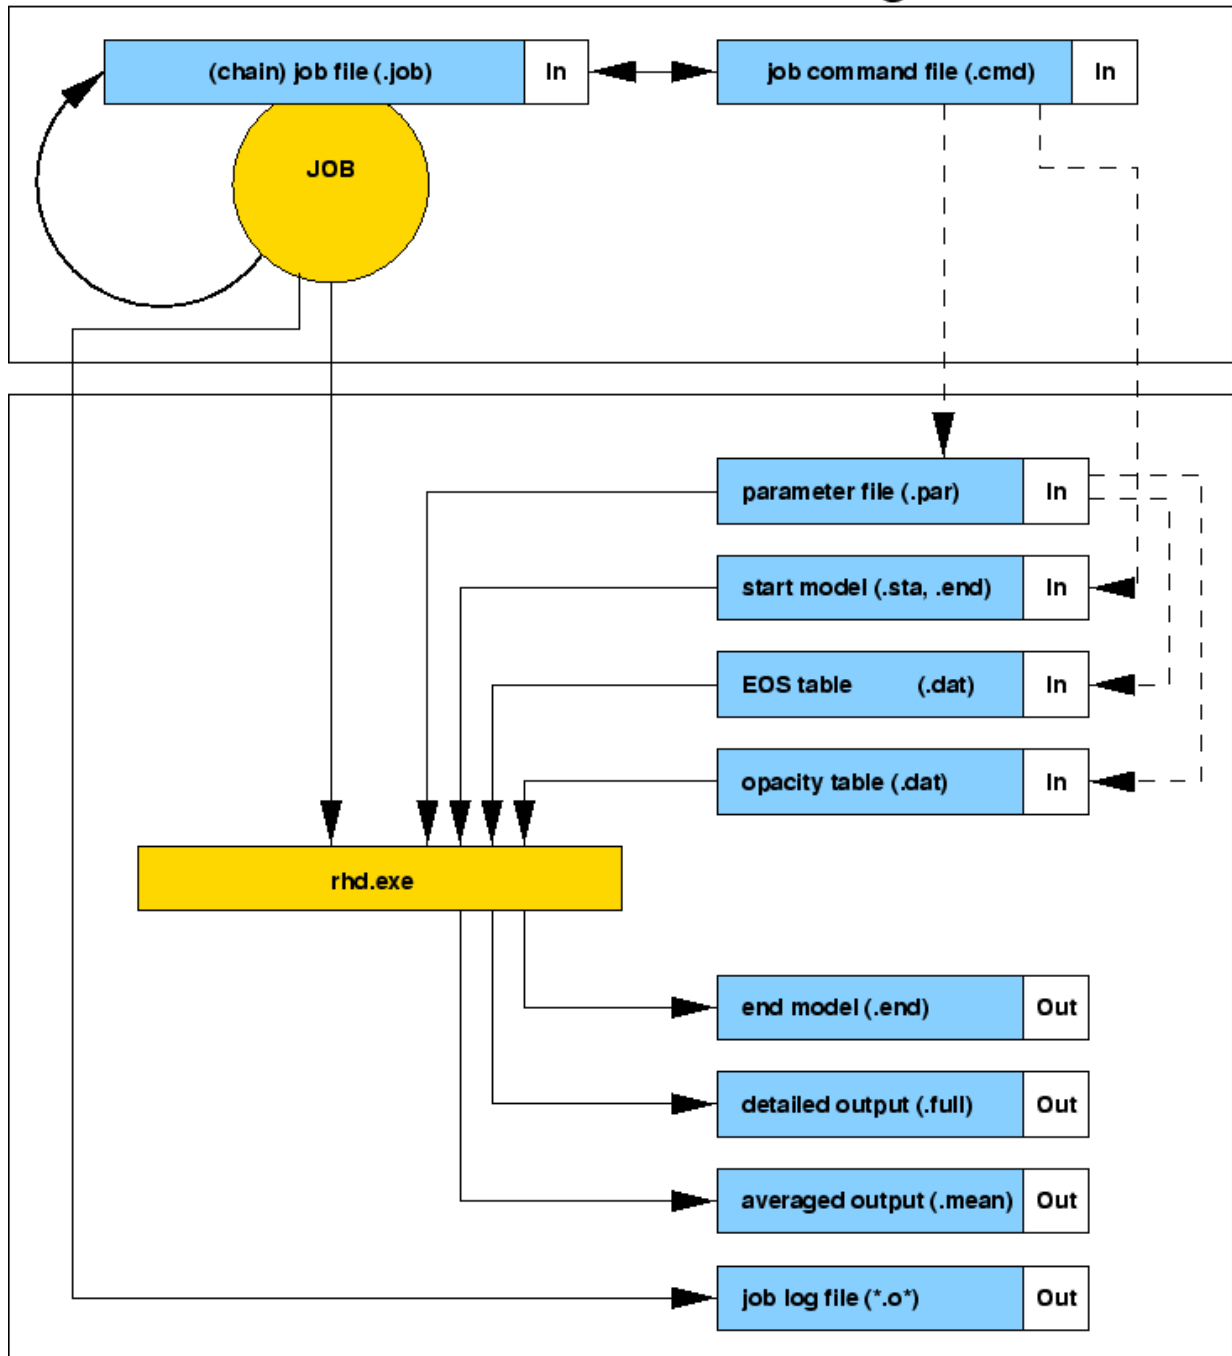 (chain) job file (.job) In
job command file (.cmd) In
JOB
parameter file (.par) In
start model (.sta, .end) In
EOS table (.dat) In
opacity table (.dat) In
rhd.exe
end model (.end) Out
detailed output (.full) Out
averaged output (.mean) Out
job log file (*.o*) Out